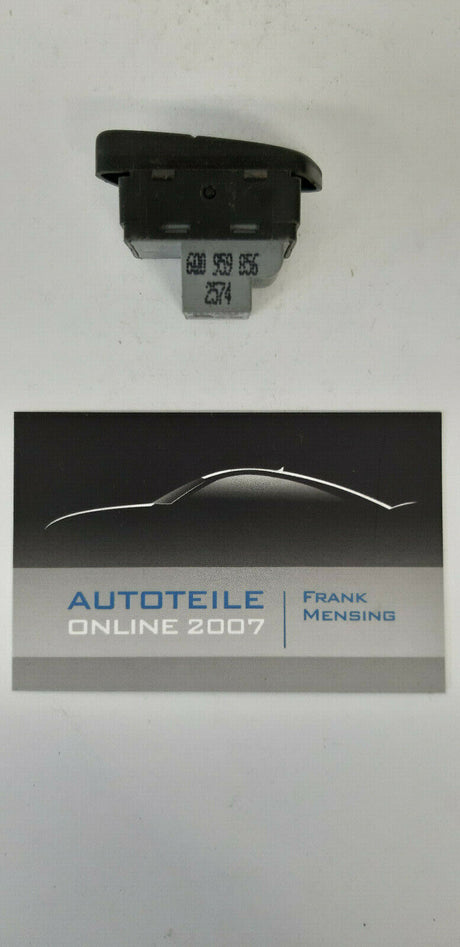 6Q0 959 856
2574
AUTOTEILE
ONLINE 2007
FRANK
MENSING